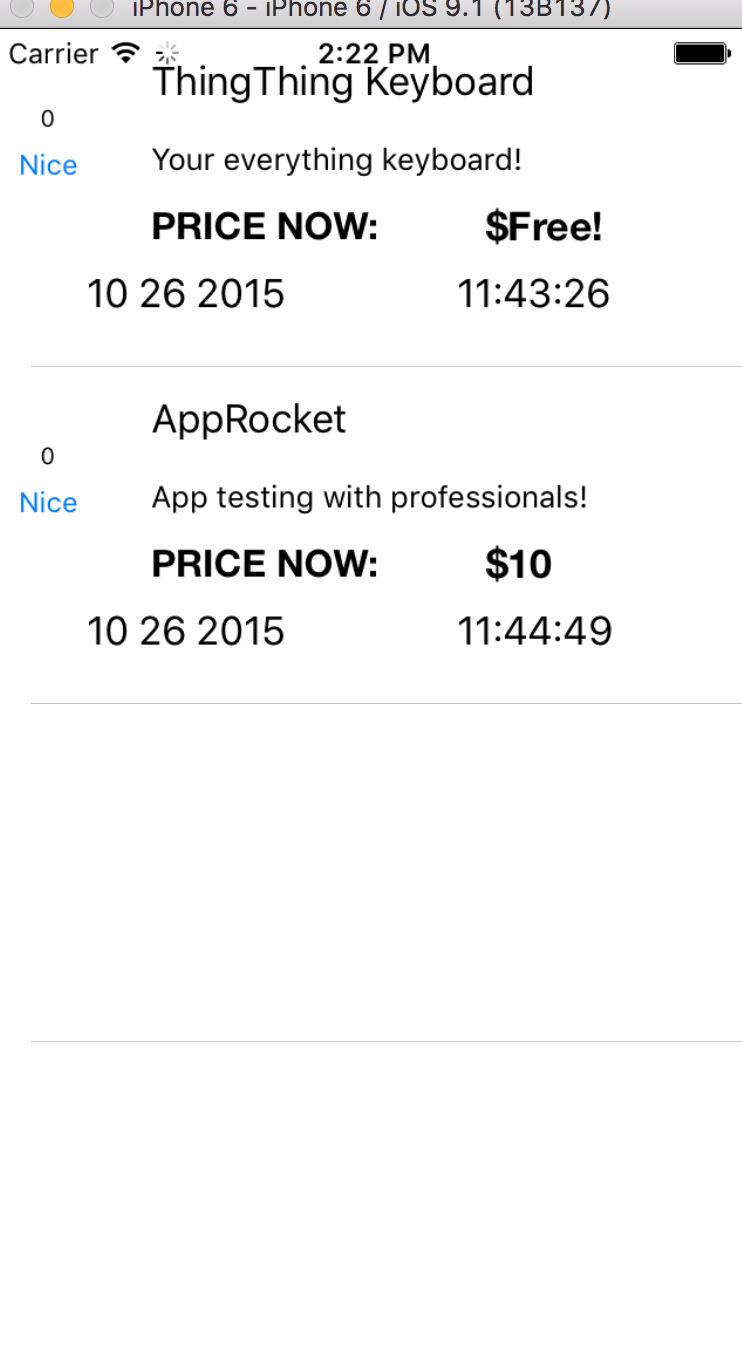 iPhone 6 - iPhone 6 / iOS 9.1 (13B137)
Carrier 2:22 PM
ThingThing Keyboard
0
Nice
Your everything keyboard!
PRICE NOW: $Free!
10 26 2015 11:43:26
AppRocket
0
Nice
App testing with professionals!
PRICE NOW: $10
10 26 2015 11:44:49